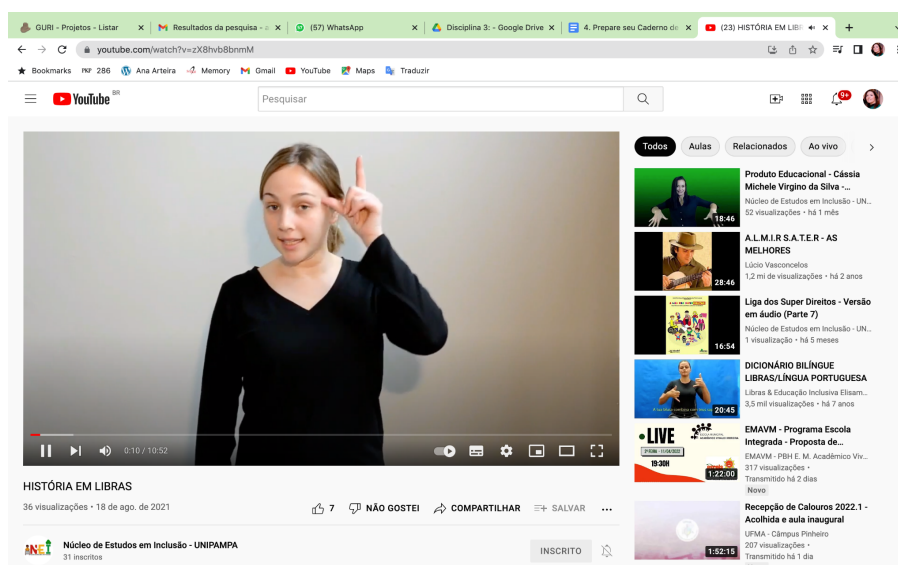 GURI - Projetos - Listar
Resultados da pesquisa - z
(57) WhatsApp
Disciplina 3: - Google Drive
4. Prepare seu Caderno de
(23) HISTÓRIA EM LIB
youtube.com/watch?v=zX8hvb8bnmM
Bookmarks PKP 286 Ana Arteira Memory Gmail YouTube Maps Traduzir
YouTube BR
Pesquisar
9+
0:10 / 10:52
HISTÓRIA EM LIBRAS
36 visualizações • 18 de ago. de 2021
7 NÃO GOSTEI COMPARTILHAR SALVAR ...
Núcleo de Estudos em Inclusão - UNIPAMPA
31 inscritos
INSCRITO
Todos Aulas Relacionados Ao vivo
18:46
Produto Educacional - Cássia
Michele Virgino da Silva -...
Núcleo de Estudos em Inclusão - UN...
52 visualizações • há 1 mês
28:46
A.L.M.I.R S.A.T.E.R - AS
MELHORES
Lúcio Vasconcelos
1,2 mi de visualizações • há 2 anos
16:54
Liga dos Super Direitos - Versão
em áudio (Parte 7)
Núcleo de Estudos em Inclusão - UN...
1 visualização • há 5 meses
20:45
DICIONÁRIO BILÍNGUE
LIBRAS/LÍNGUA PORTUGUESA
Libras & Educação Inclusiva Elisam...
3,5 mil visualizações • há 7 anos
LIVE
19:30H
1:22:00
EMAVM - Programa Escola
Integrada - Proposta de...
EMAVM - PBH E. M. Acadêmico Viv...
317 visualizações •
Transmitido há 2 dias
Novo
1:52:15
Recepção de Calouros 2022.1 -
Acolhida e aula inaugural
UFMA - Câmpus Pinheiro
207 visualizações •
Transmitido há 1 dia